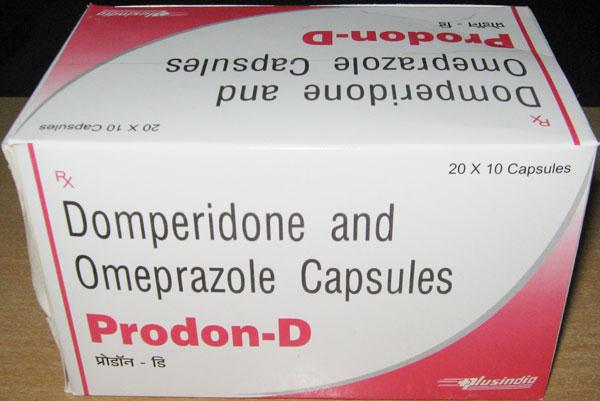 प्रोडॉन - डि
Prodon-D
Omeprazole Capsules
Domperidone and
Rx
20 X 10 Capsules
20 X 10 Capsules
Rx
Domperidone and
Omeprazole Capsules
Prodon-D
प्रोडॉन - डि
plusindia